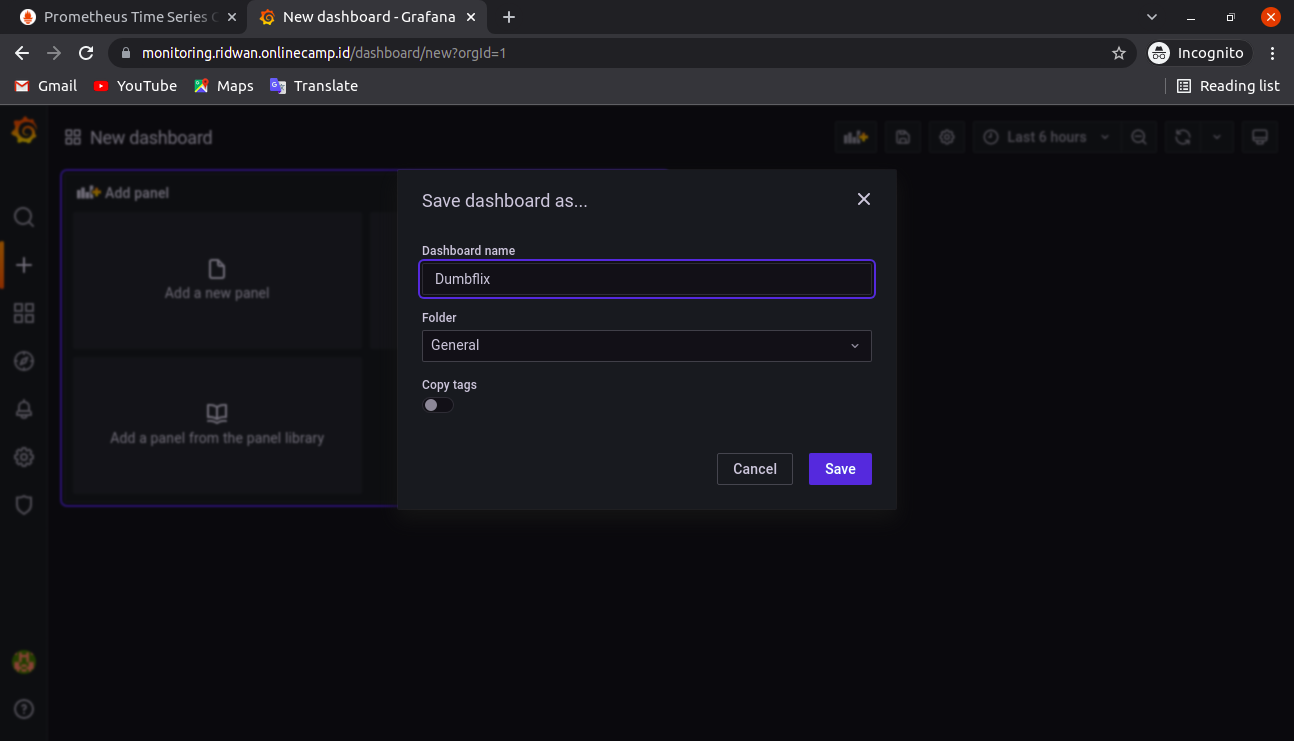 Prometheus Time Series C
New dashboard - Grafana
monitoring.ridwan.onlinecamp.id/dashboard/new?orgId=1
Incognito
Gmail
YouTube
Maps
Translate
Reading list
New dashboard
Last 6 hours
Add panel
Add a new panel
Add a panel from the panel library
Save dashboard as...
Dashboard name
Dumbflix
Folder
General
Copy tags
Cancel
Save